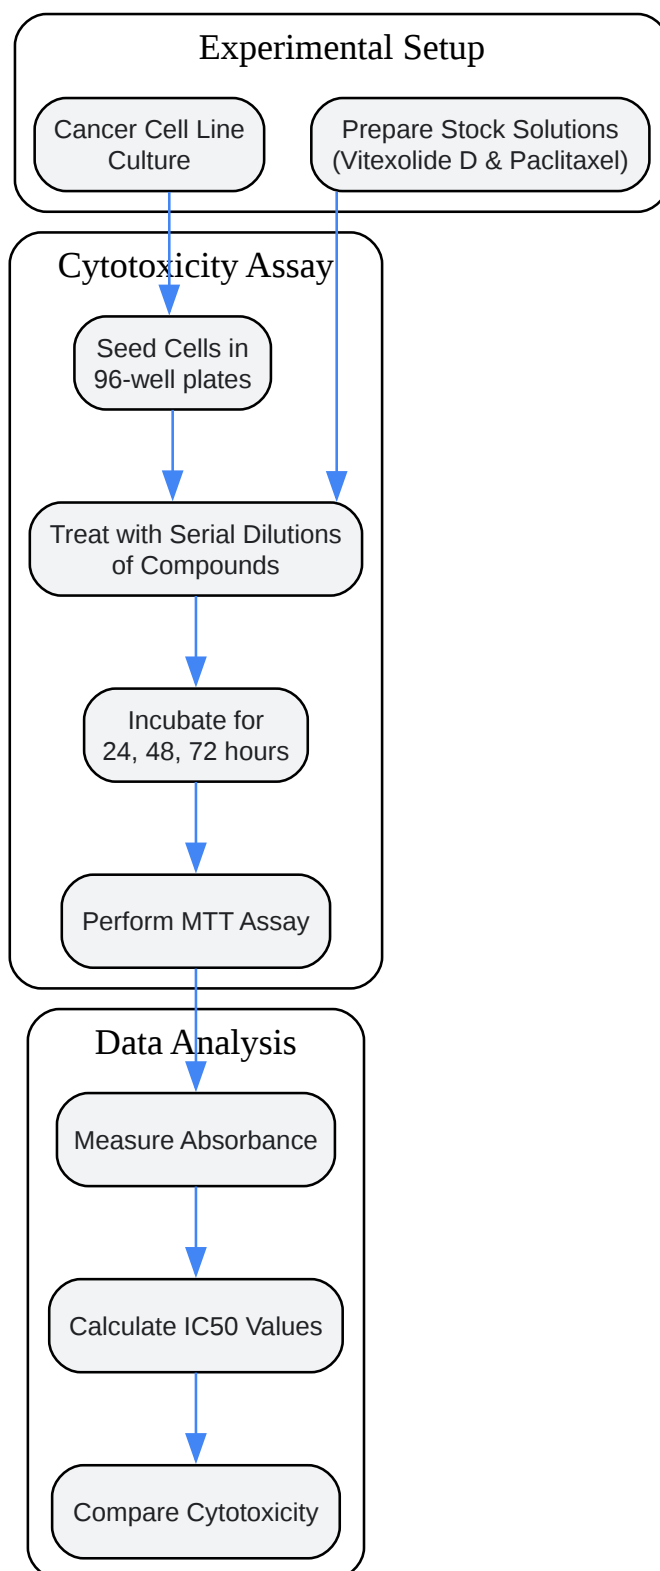 Experimental Setup
Cancer Cell Line
Culture
Prepare Stock Solutions
(Vitexolide D & Paclitaxel)
Cytotoxicity Assay
Seed Cells in
96-well plates
Treat with Serial Dilutions
of Compounds
Incubate for
24, 48, 72 hours
Perform MTT Assay
Data Analysis
Measure Absorbance
Calculate IC50 Values
Compare Cytotoxicity